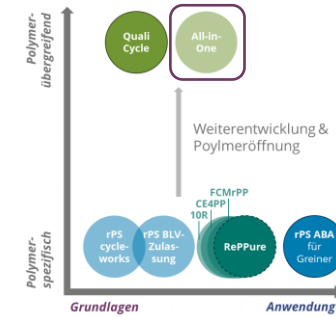 Polymer-
übergreifend
Quali
Cycle
All-in-
One
Weiterentwicklung &
Poylmeröffnung
FCMrPP
CE4PP
10R
Polymer-
spezifisch
rPS
cycle-
works
rPS BLV-
Zulas-
sung
RePPure
rPS ABA
für
Greiner
Grundlagen
Anwendung